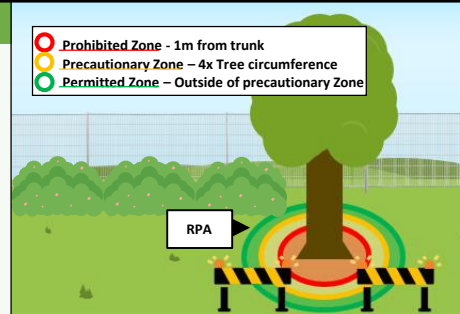 Prohibited Zone - 1m from trunk
Precautionary Zone – 4x Tree circumference
Permitted Zone – Outside of precautionary Zone
RPA